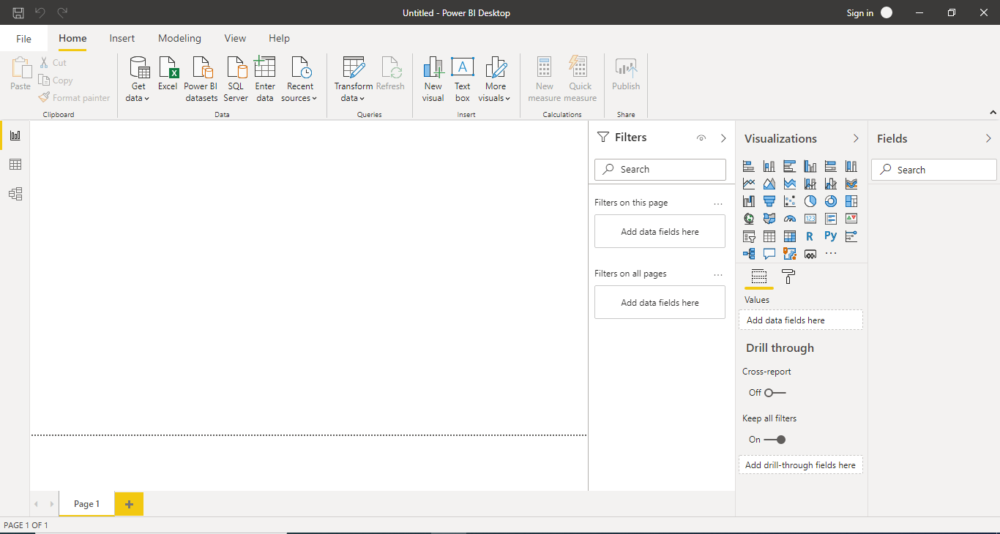 Untitled - Power BI Desktop
Sign in
File
Home
Insert
Modeling
View
Help
Paste
Cut
Copy
Format painter
Clipboard
Get
data
Excel
Power BI
datasets
SQL
Server
Enter
data
Recent
sources
Data
Transform
data
Refresh
Queries
New
visual
Text
box
More
visuals
Insert
New
measure
Quick
measure
Calculations
Publish
Share
Filters
Search
Filters on this page
...
Add data fields here
Filters on all pages
...
Add data fields here
Visualizations
123
R
Py
...
Values
Add data fields here
Drill through
Cross-report
Off
Keep all filters
On
Add drill-through fields here
Fields
Search
Page 1
+
PAGE 1 OF 1